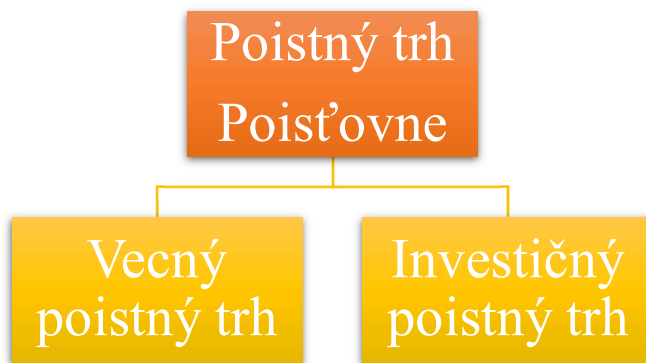 Poistný trh
Poisťovne
Vecný
poistný trh
Investičný
poistný trh